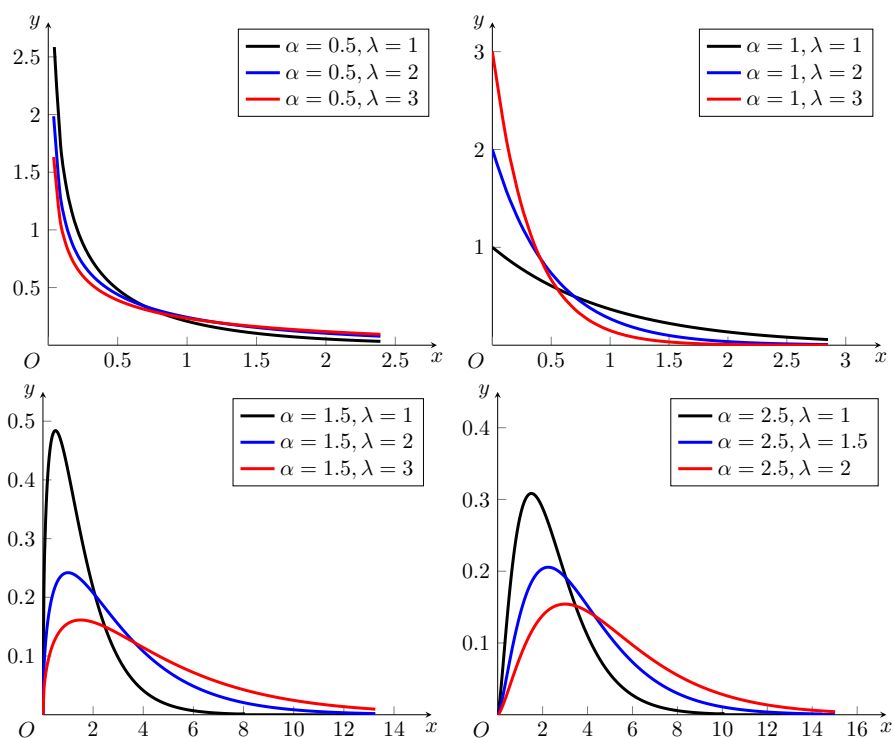 y
2.5
2
1.5
1
0.5
O
0.5
1
1.5
2
2.5
x
α = 0.5, λ = 1
α = 0.5, λ = 2
α = 0.5, λ = 3
y
3
2
1
O
0.5
1
1.5
2
2.5
3
x
α = 1, λ = 1
α = 1, λ = 2
α = 1, λ = 3
y
0.5
0.4
0.3
0.2
0.1
O
2
4
6
8
10
12
14
x
α = 1.5, λ = 1
α = 1.5, λ = 2
α = 1.5, λ = 3
y
0.4
0.3
0.2
0.1
O
2
4
6
8
10
12
14
16
x
α = 2.5, λ = 1
α = 2.5, λ = 1.5
α = 2.5, λ = 2